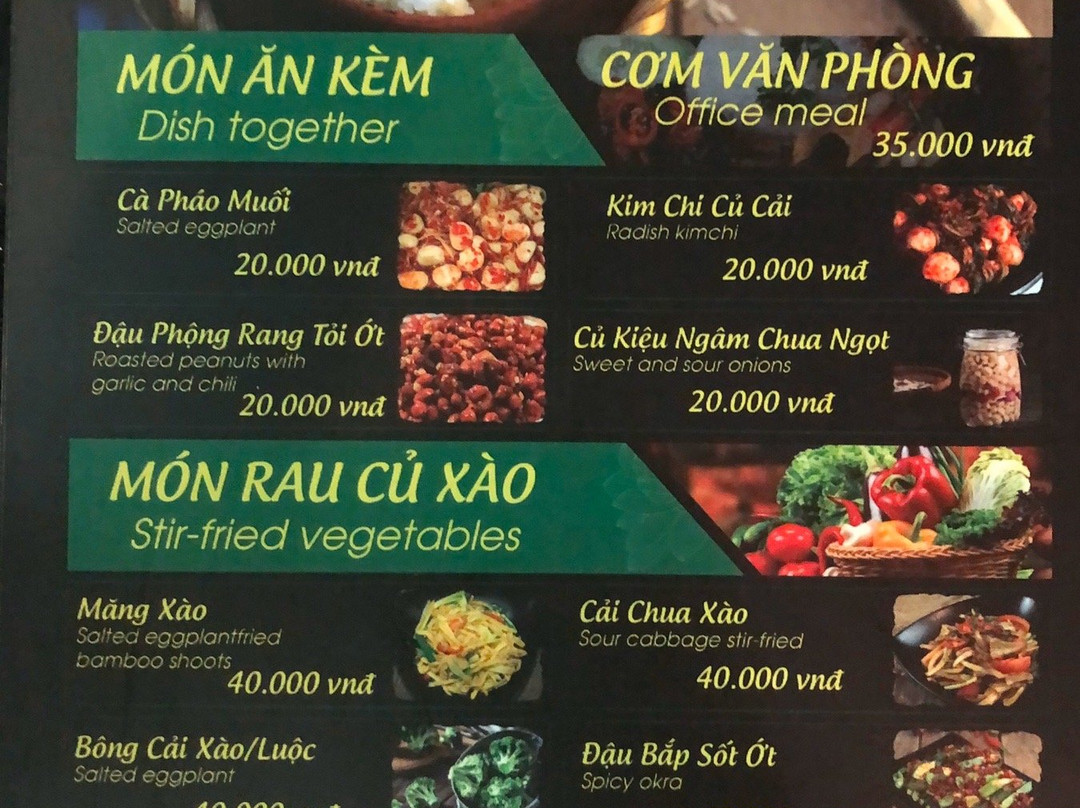 MÓN ĂN KÈM
Dish together
CƠM VĂN PHÒNG
Office meal
35.000 vnđ
Cà Pháo Muối
Salted eggplant
20.000 vnđ
Kim Chi Củ Cải
Radish kimchi
20.000 vnđ
Đậu Phộng Rang Tỏi Ớt
Roasted peanuts with
garlic and chili
20.000 vnđ
Củ Kiệu Ngâm Chua Ngọt
Sweet and sour onions
20.000 vnđ
MÓN RAU CỦ XÀO
Stir-fried vegetables
Măng Xào
Salted eggplantfried
bamboo shoots
40.000 vnđ
Cải Chua Xào
Sour cabbage stir-fried
40.000 vnđ
Bông Cải Xào/Luộc
Salted eggplant
Đậu Bắp Sốt Ớt
Spicy okra